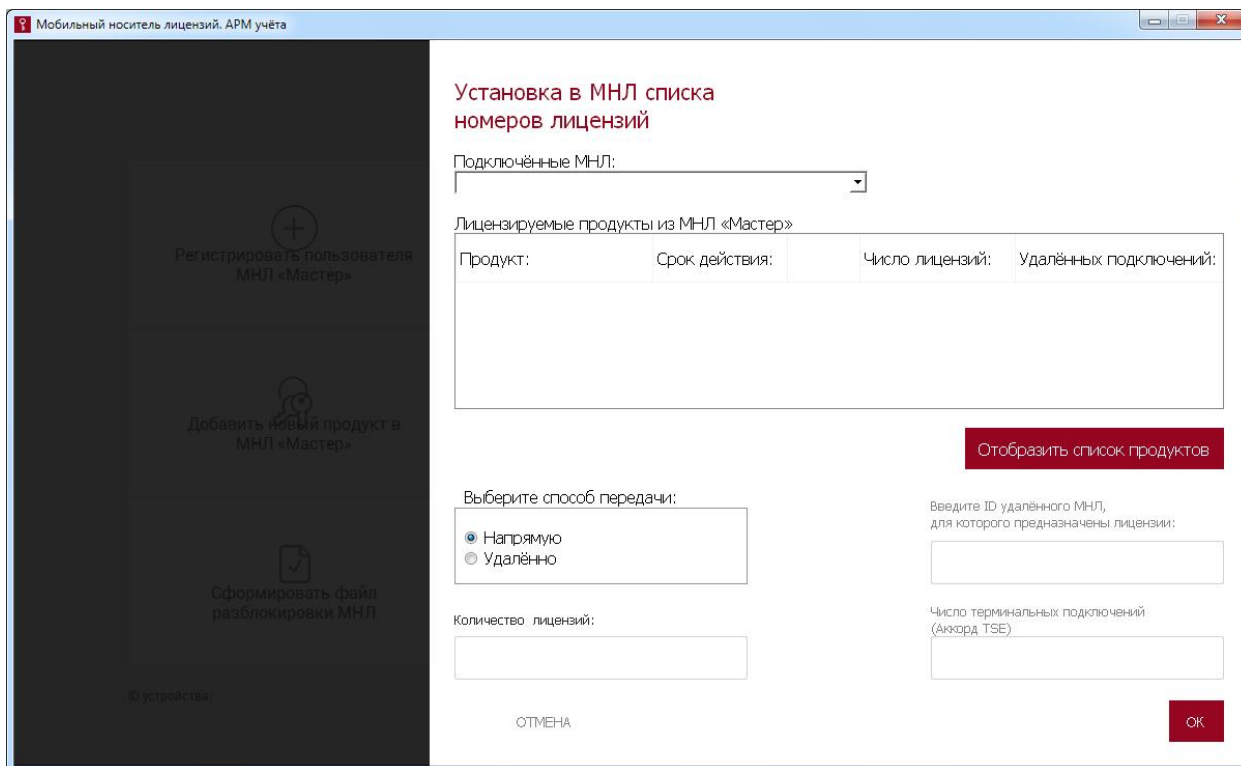 Мобильный носитель лицензий. АРМ учёта
Установка в МНЛ списка
номеров лицензий
Подключённые МНЛ:
Лицензируемые продукты из МНЛ «Мастер»
Продукт: Срок действия: Число лицензий: Удалённых подключений:
Отобразить список продуктов
Выберите способ передачи:
Напрямую
Удалённо
Введите ID удалённого МНЛ,
для которого предназначены лицензии:
Количество лицензий:
Число терминальных подключений
(Аккорд TSE)
ОТМЕНА
ОК
Регистрировать пользователя
МНЛ «Мастер»
Добавить новый продукт в
МНЛ «Мастер»
Сформировать файл
разблокировки МНЛ
ID устройства: